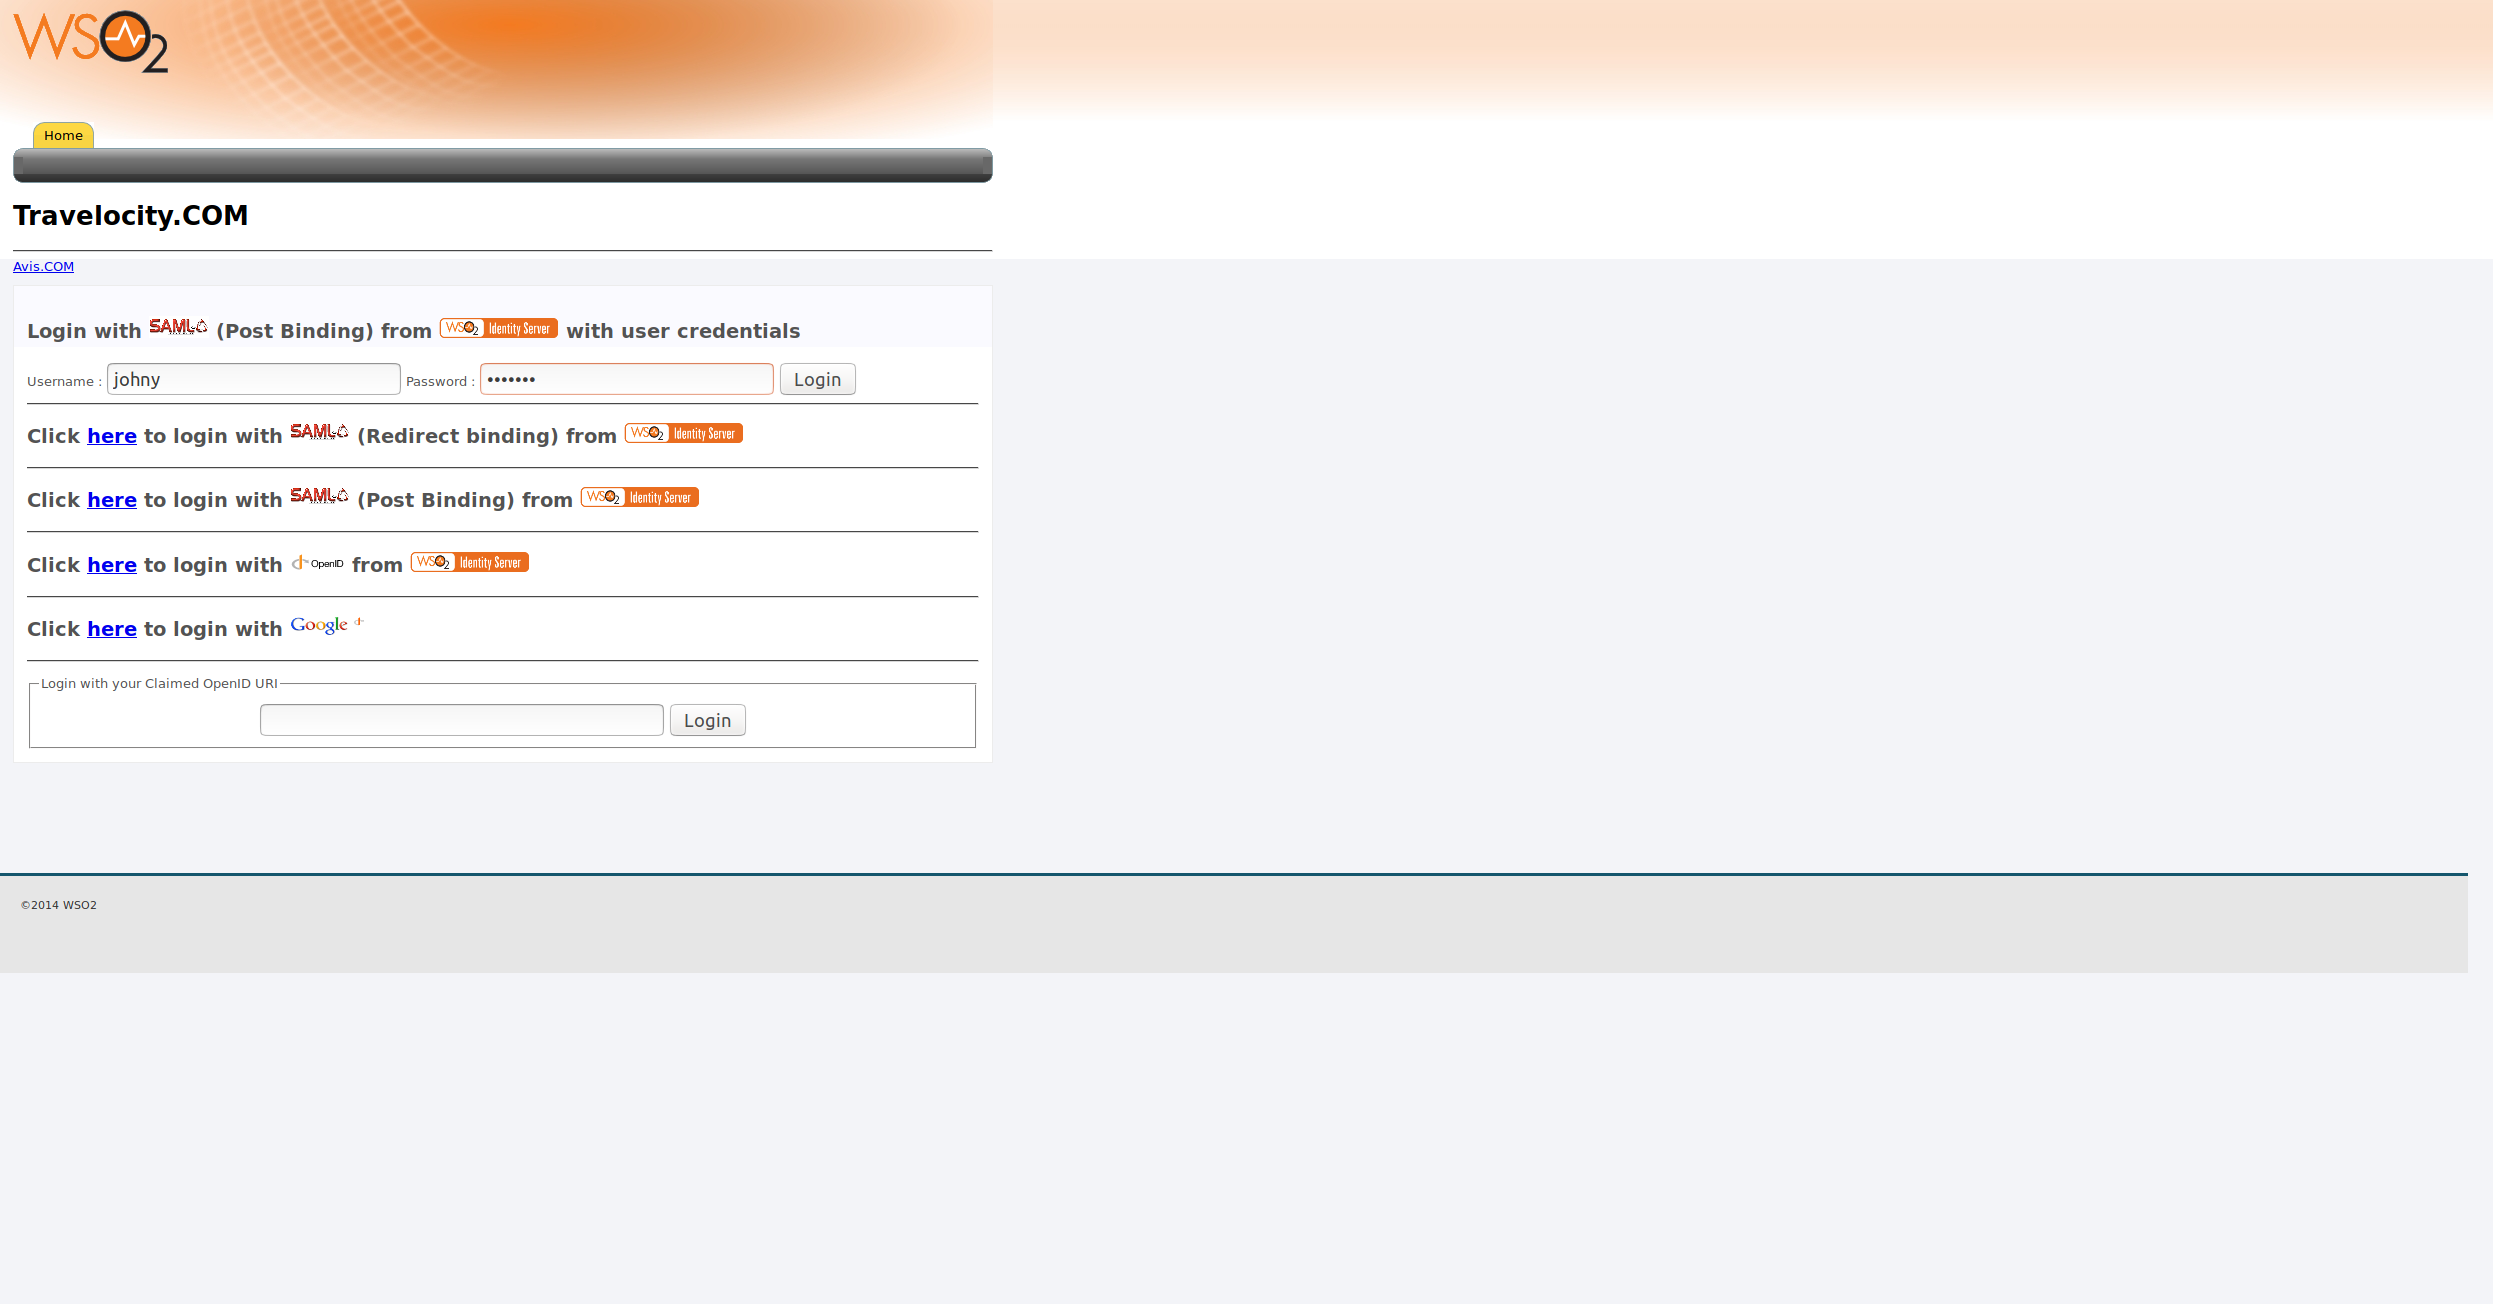 WSO2
Home
Travelocity.COM
Avis.COM
Login with SAML (Post Binding) from WSO2 Identity Server with user credentials
Username : johny Password : ••••••• Login
Click here to login with SAML (Redirect binding) from WSO2 Identity Server
Click here to login with SAML (Post Binding) from WSO2 Identity Server
Click here to login with OpenID from WSO2 Identity Server
Click here to login with Google
Login with your Claimed OpenID URI
Login
©2014 WSO2